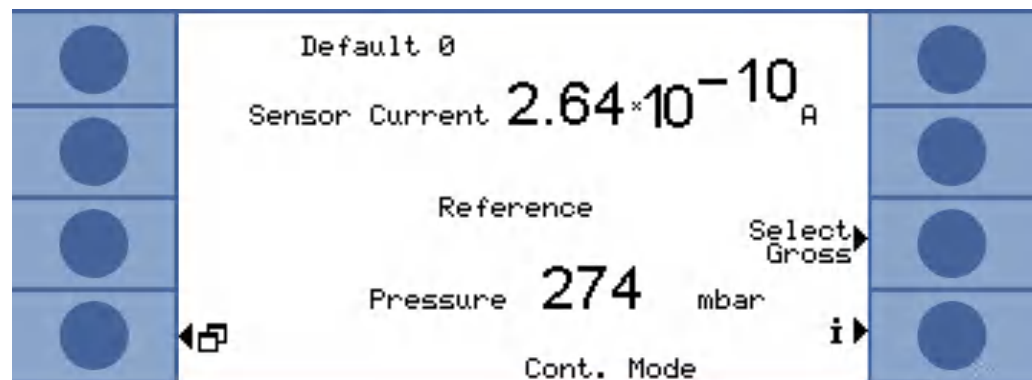 Default 0
Sensor Current 2.64×10⁻¹⁰ A
Reference
Select Gross
Pressure 274 mbar
i
Cont. Mode